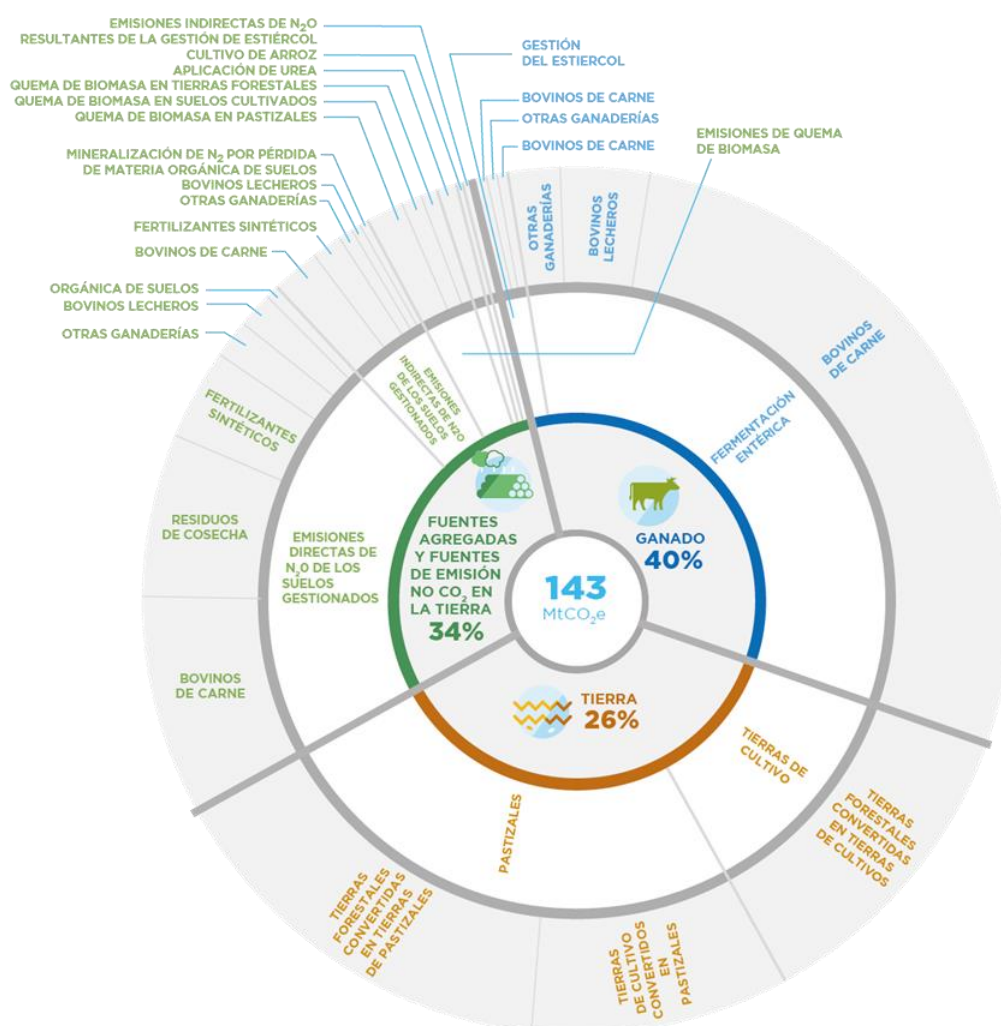 EMISIONES INDIRECTAS DE N₂O
RESULTANTES DE LA GESTIÓN DE ESTIÉRCOL
CULTIVO DE ARROZ
APLICACIÓN DE UREA
QUEMA DE BIOMASA EN TIERRAS FORESTALES
QUEMA DE BIOMASA EN SUELOS CULTIVADOS
QUEMA DE BIOMASA EN PASTIZALES
MINERALIZACIÓN DE N₂ POR PÉRDIDA
DE MATERIA ORGÁNICA DE SUELOS
BOVINOS LECHEROS
OTRAS GANADERÍAS
FERTILIZANTES SINTÉTICOS
BOVINOS DE CARNE
ORGÁNICA DE SUELOS
BOVINOS LECHEROS
OTRAS GANADERÍAS
FERTILIZANTES
SINTÉTICOS
RESIDUOS
DE COSECHA
BOVINOS
DE CARNE
GESTIÓN
DEL ESTIERCOL
BOVINOS DE CARNE
OTRAS GANADERÍAS
BOVINOS DE CARNE
EMISIONES DE QUEMA
DE BIOMASA
OTRAS
GANADERÍAS
BOVINOS
LECHEROS
BOVINOS
DE CARNE
FERMENTACIÓN
ENTÉRICA
EMISIONES
INDIRECTAS DE N2O
DE LOS SUELOS
GESTIONADOS
EMISIONES
DIRECTAS DE
N₂0 DE LOS
SUELOS
GESTIONADOS
FUENTES
AGREGADAS
Y FUENTES
DE EMISIÓN
NO CO₂ EN
LA TIERRA
34%
GANADO
40%
143
MtCO₂e
TIERRA
26%
TIERRAS DE
CULTIVO
PASTIZALES
TIERRAS
FORESTALES
CONVERTIDAS
EN TIERRAS
DE CULTIVOS
TIERRAS
DE CULTIVO
CONVERTIDOS
EN
PASTIZALES
TIERRAS
FORESTALES
CONVERTIDAS
EN TIERRAS
DE PASTIZALES